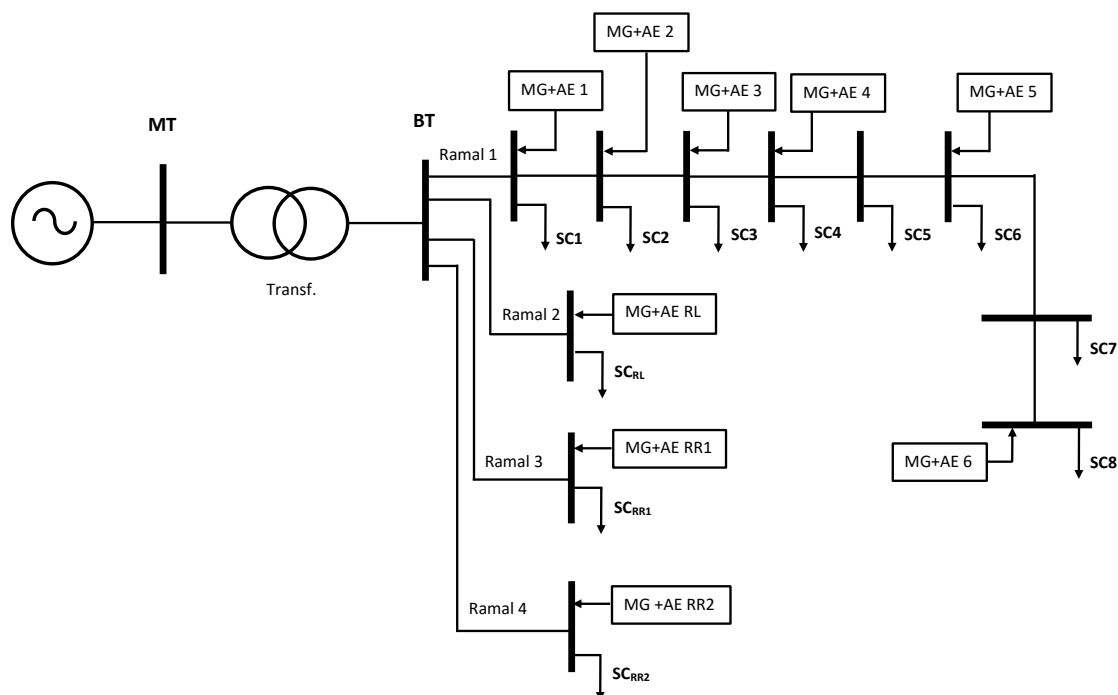 MG+AE 2
MG+AE 1
MG+AE 3
MG+AE 4
MG+AE 5
MT
BT
Ramal 1
SC1
SC2
SC3
SC4
SC5
SC6
Transf.
Ramal 2
MG+AE RL
SC7
SCRL
Ramal 3
MG+AE RR1
MG+AE 6
SC8
SCRR1
Ramal 4
MG +AE RR2
SCRR2